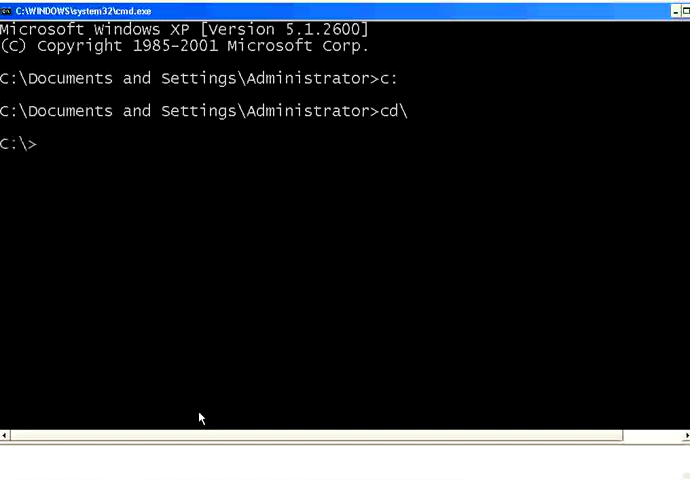 C:\WINDOWS\system32\cmd.exe
Microsoft Windows XP [Version 5.1.2600]
(C) Copyright 1985-2001 Microsoft Corp.
C:\Documents and Settings\Administrator>c:
C:\Documents and Settings\Administrator>cd\
C:\>